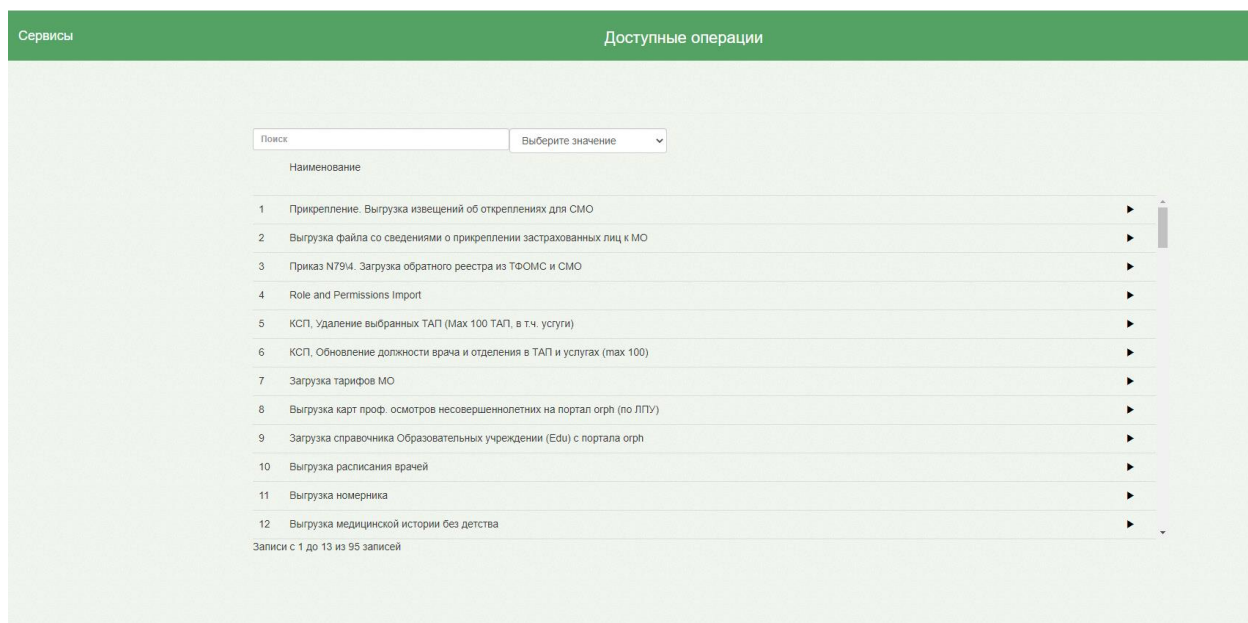 Сервисы
Доступные операции
Поиск
Выберите значение
Наименование
1 Прикрепление. Выгрузка извещений об откреплениях для СМО
2 Выгрузка файла со сведениями о прикреплении застрахованных лиц к МО
3 Приказ N79\4. Загрузка обратного реестра из ТФОМС и СМО
4 Role and Permissions Import
5 КСП, Удаление выбранных ТАП (Max 100 ТАП, в т.ч. усгуги)
6 КСП, Обновление должности врача и отделения в ТАП и услугах (max 100)
7 Загрузка тарифов МО
8 Выгрузка карт проф. осмотров несовершеннолетних на портал orph (по ЛПУ)
9 Загрузка справочника Образовательных учреждении (Edu) с портала orph
10 Выгрузка расписания врачей
11 Выгрузка номерника
12 Выгрузка медицинской истории без детства
Записи с 1 до 13 из 95 записей